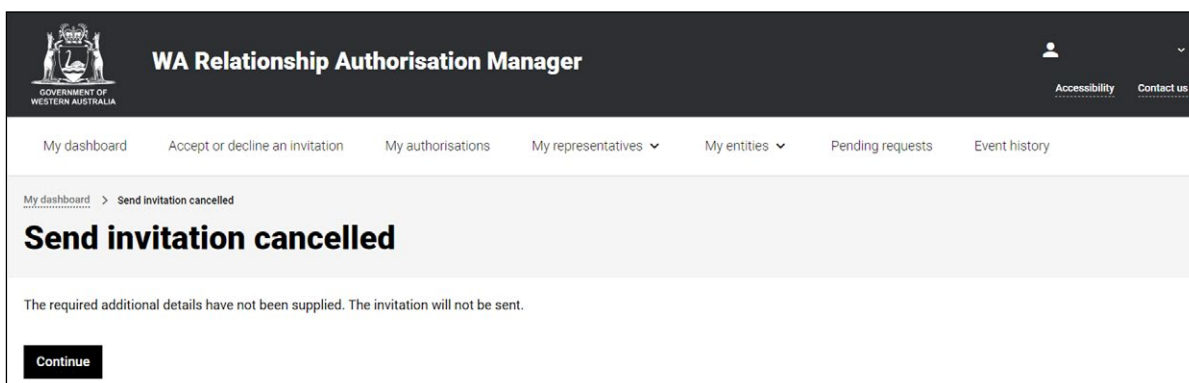 WA Relationship Authorisation Manager
GOVERNMENT OF
WESTERN AUSTRALIA
Accessibility Contact us
My dashboard Accept or decline an invitation My authorisations My representatives My entities Pending requests Event history
My dashboard > Send invitation cancelled
Send invitation cancelled
The required additional details have not been supplied. The invitation will not be sent.
Continue